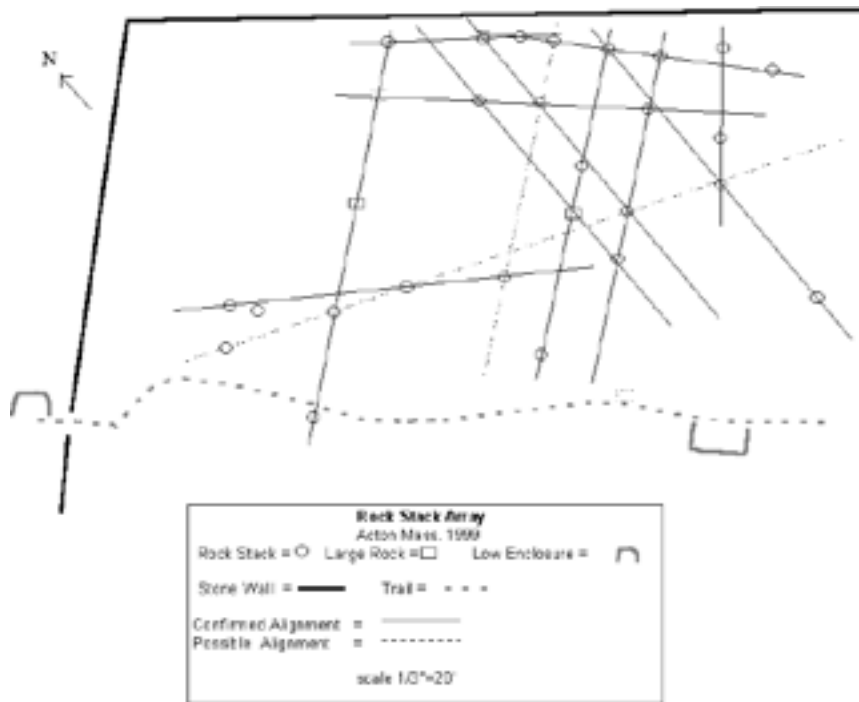 N
Rock Stack Array
Acton Mass. 1999
Rock Stack = Large Rock = Low Enclosure =
Stone Wall = Trail =
Confirmed Alignment =
Possible Alignment =
scale 1/3"=20'